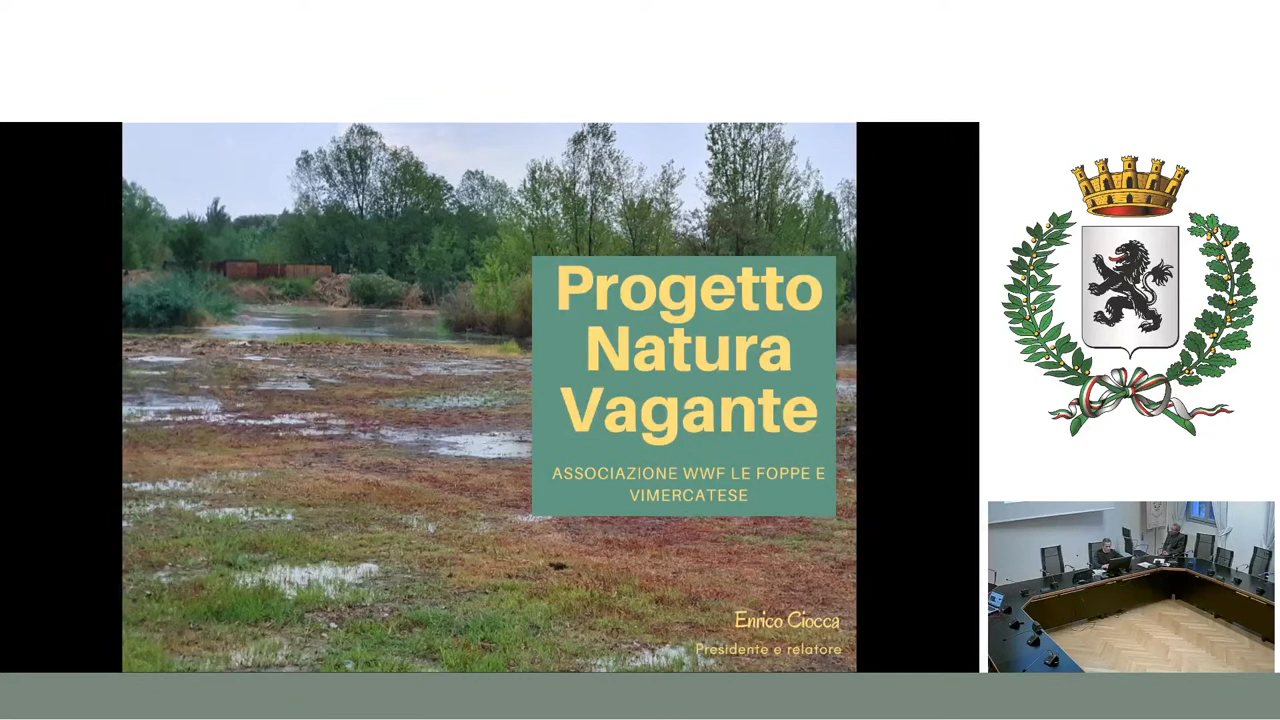 Progetto
Natura
Vagante
ASSOCIAZIONE WWF LE FOPPE E
VIMERCATESE
Enrico Ciocca
Presidente e relatore